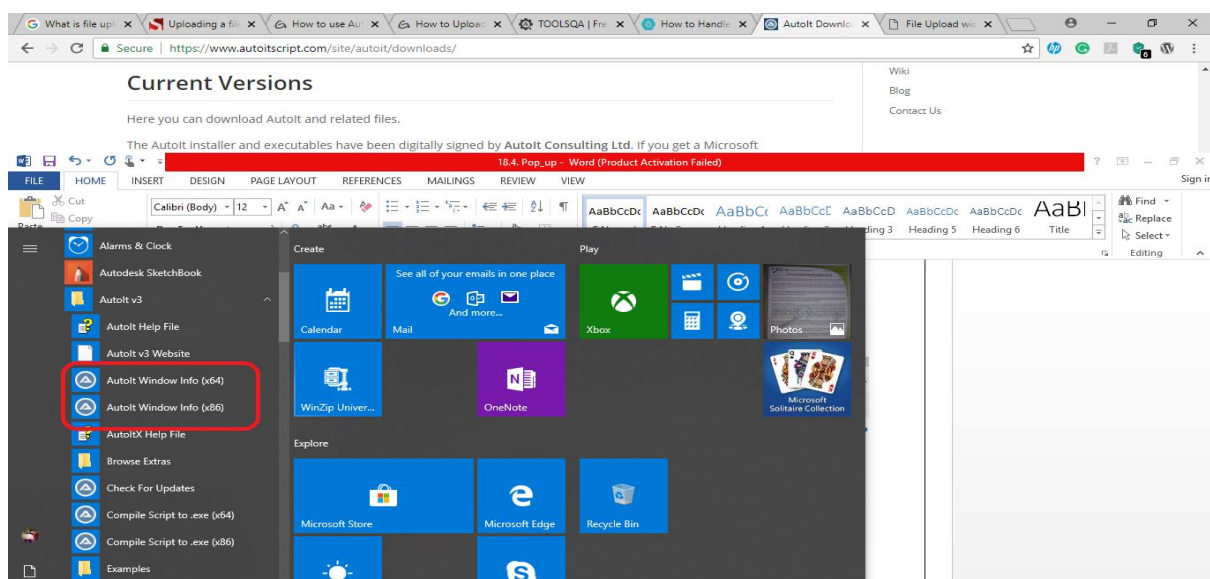 What is file upl
Uploading a fil
How to use Aut
How to Upload
TOOLSQA | Fre
How to Handle
AutoIt Downlo
File Upload wic
Secure | https://www.autoitscript.com/site/autoit/downloads/
Current Versions
Here you can download AutoIt and related files.
The AutoIt installer and executables have been digitally signed by AutoIt Consulting Ltd. If you get a Microsoft
Wiki
Blog
Contact Us
18.4. Pop_up - Word (Product Activation Failed)
FILE HOME INSERT DESIGN PAGE LAYOUT REFERENCES MAILINGS REVIEW VIEW
Sign in
Cut
Copy
Paste
Calibri (Body) 12
Aa
AaBbCcDc AaBbCcDc AaBbCc AaBbCcE AaBbCcD AaBbCcDc AaBbCcDc AaBl
Heading 5 Heading 6 Title
Find
Replace
Select
Editing
Alarms & Clock
Autodesk SketchBook
AutoIt v3
AutoIt Help File
AutoIt v3 Website
AutoIt Window Info (x64)
AutoIt Window Info (x86)
AutoItX Help File
Browse Extras
Check For Updates
Compile Script to .exe (x64)
Compile Script to .exe (x86)
Examples
Create
Calendar
See all of your emails in one place
And more...
Mail
WinZip Univer...
OneNote
Explore
Microsoft Store
Microsoft Edge
Play
Xbox
Photos
Microsoft
Solitaire Collection
Recycle Bin